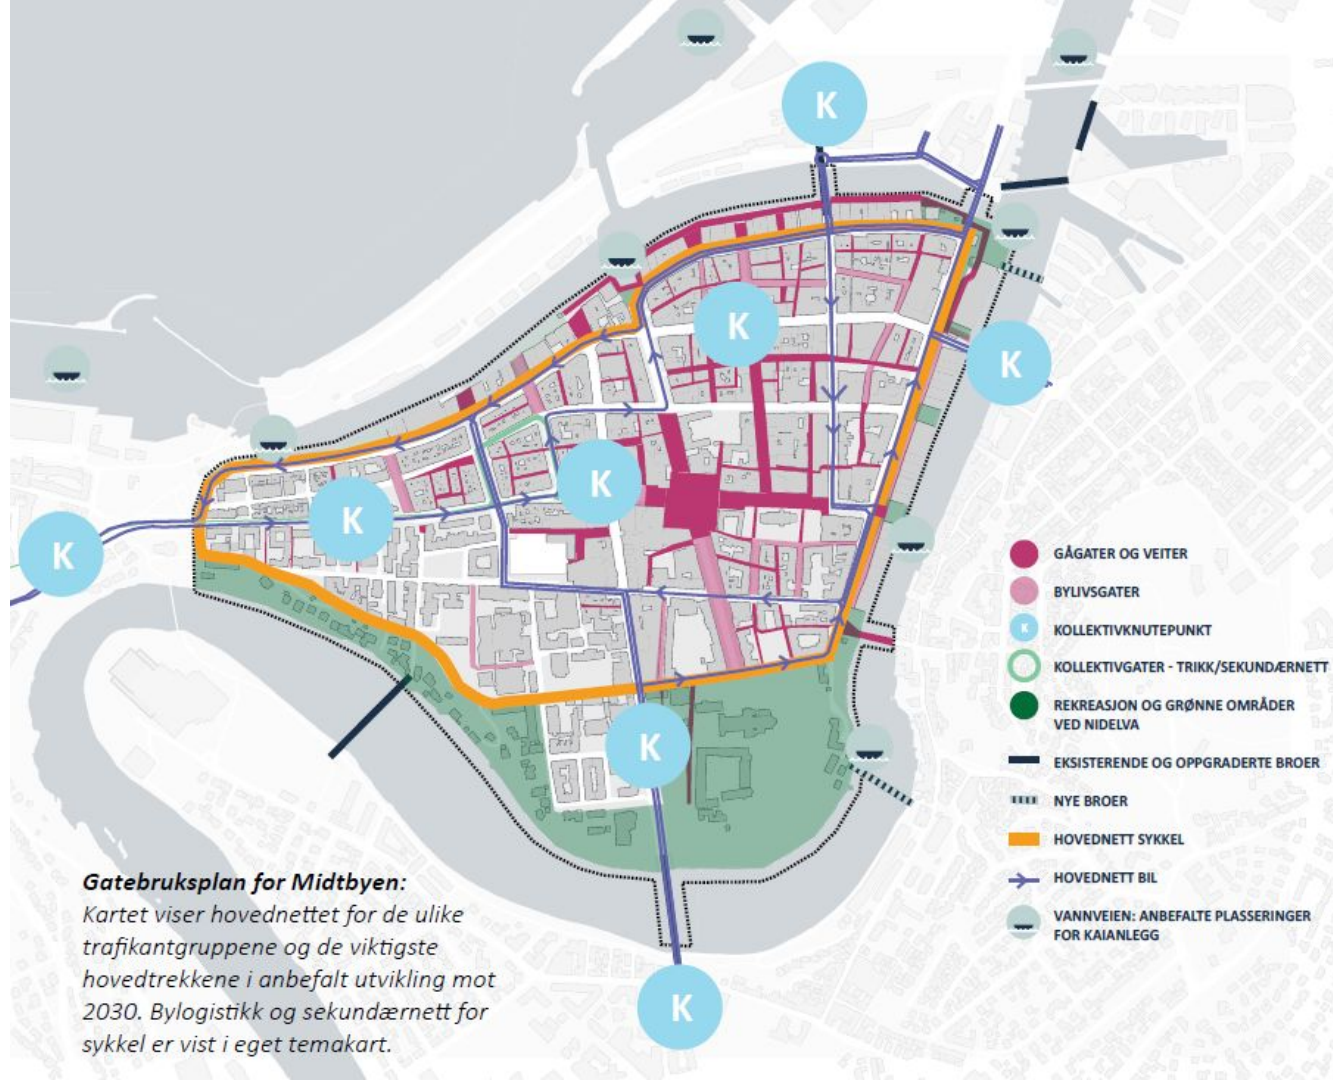 K
K
K
K
K
K
K
K
K
GÅGATER OG VEITER
BYLIVSGATER
K
KOLLEKTIVKNUTEPUNKT
KOLLEKTIVGATER - TRIKK/SEKUNDÆRNETT
REKREASJON OG GRØNNE OMRÅDER
VED NIDELVA
EKSISTERENDE OG OPPGRADERTE BROER
NYE BROER
HOVEDNETT SYKKEL
HOVEDNETT BIL
VANNVEIEN: ANBEFALTE PLASSERINGER
FOR KAIANLEGG
Gatebruksplan for Midtbyen:
Kartet viser hovednettet for de ulike
trafikantgruppene og de viktigste
hovedtrekkene i anbefalt utvikling mot
2030. Bylogistikk og sekundærnett for
sykkel er vist i eget temakart.